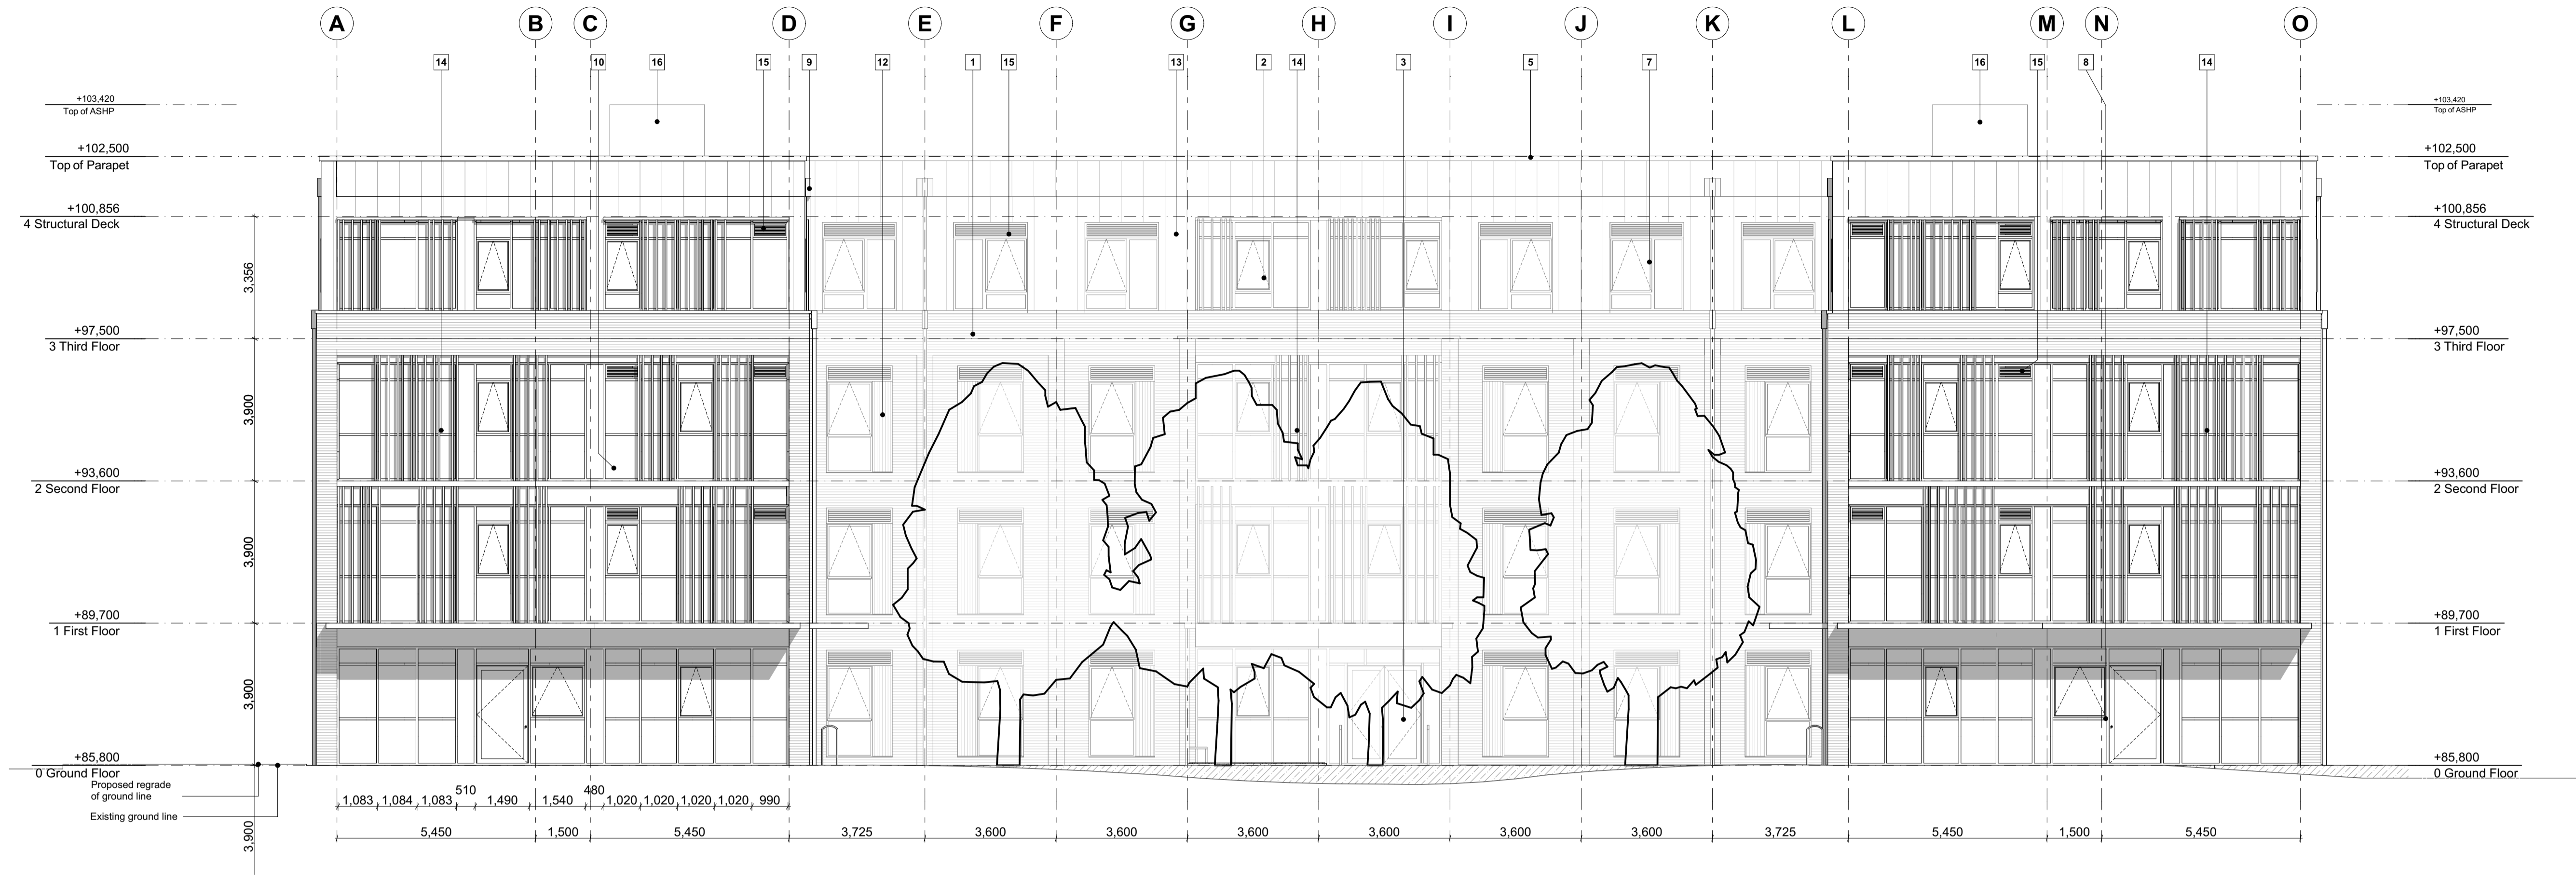 A B C D E F G H I J K L M N O
14 10 16 15 9 12 1 15 13 2 14 3 5 7 16 15 8 14
+103,420
Top of ASHP
+102,500
Top of Parapet
+100,856
4 Structural Deck
3,356
+97,500
3 Third Floor
3,900
+93,600
2 Second Floor
3,900
+89,700
1 First Floor
3,900
+85,800
0 Ground Floor
Proposed regrade
of ground line
Existing ground line
3,900
+103,420
Top of ASHP
+102,500
Top of Parapet
+100,856
4 Structural Deck
+97,500
3 Third Floor
+93,600
2 Second Floor
+89,700
1 First Floor
+85,800
0 Ground Floor
510 480
1,083 1,084 1,083 1,490 1,540 1,020 1,020 1,020 1,020 990
5,450 1,500 5,450 3,725 3,600 3,600 3,600 3,600 3,600 3,600 3,725 5,450 1,500 5,450